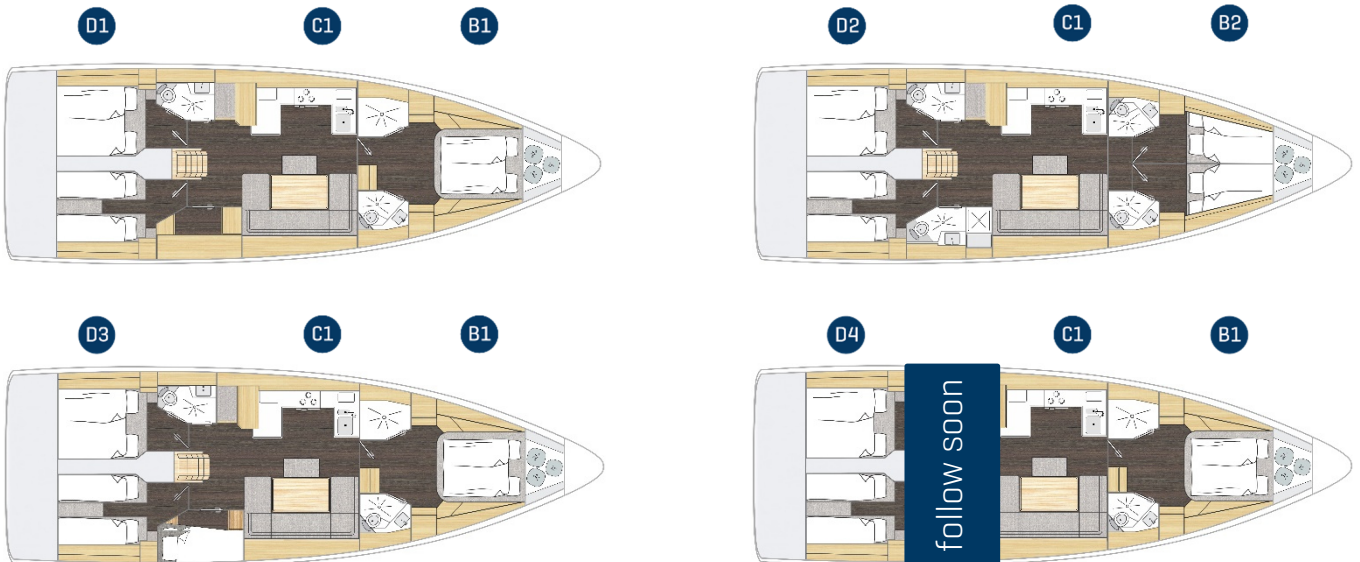 D1 C1 B1
D2 C1 B2
D3 C1 B1
D4 C1 B1
follow soon